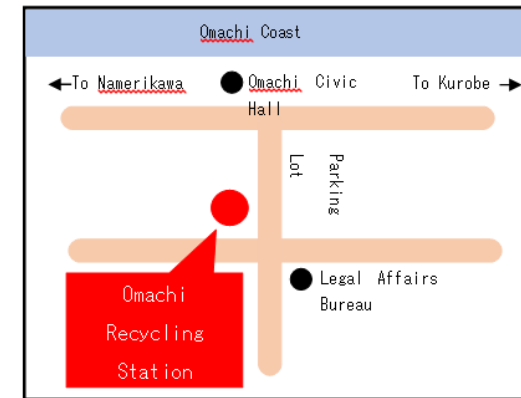 Omachi Coast
←To Namerikawa
Omachi Civic
Hall
To Kurobe →
Parking
Lot
Legal Affairs
Bureau
Omachi
Recycling
Station